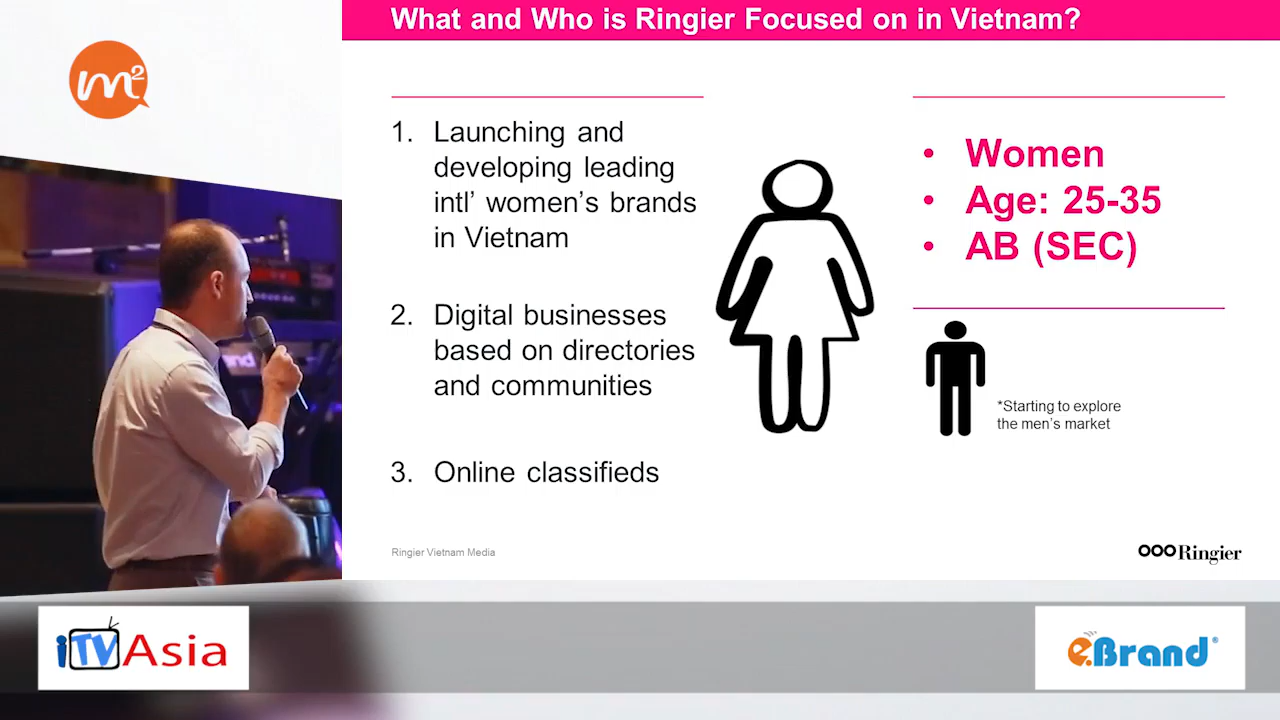 What and Who is Ringier Focused on in Vietnam?
m2
1. Launching and
developing leading
intl’ women’s brands
in Vietnam
2. Digital businesses
based on directories
and communities
3. Online classifieds
• Women
• Age: 25-35
• AB (SEC)
*Starting to explore
the men’s market
Ringier Vietnam Media
Ringier
iTV Asia
eBrand®